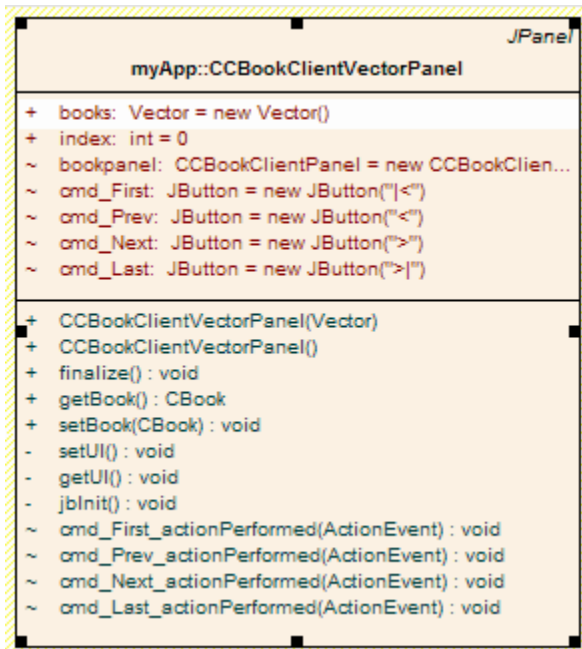 JPanel
myApp::CCBookClientVectorPanel
+ books: Vector = new Vector()
+ index: int = 0
~ bookpanel: CCBookClientPanel = new CCBookClien...
~ cmd_First: JButton = new JButton("|<")
~ cmd_Prev: JButton = new JButton("<")
~ cmd_Next: JButton = new JButton(">")
~ cmd_Last: JButton = new JButton(">|")
+ CCBookClientVectorPanel(Vector)
+ CCBookClientVectorPanel()
+ finalize() : void
+ getBook() : CBook
+ setBook(CBook) : void
- setUI() : void
- getUI() : void
- jbInit() : void
~ cmd_First_actionPerformed(ActionEvent) : void
~ cmd_Prev_actionPerformed(ActionEvent) : void
~ cmd_Next_actionPerformed(ActionEvent) : void
~ cmd_Last_actionPerformed(ActionEvent) : void